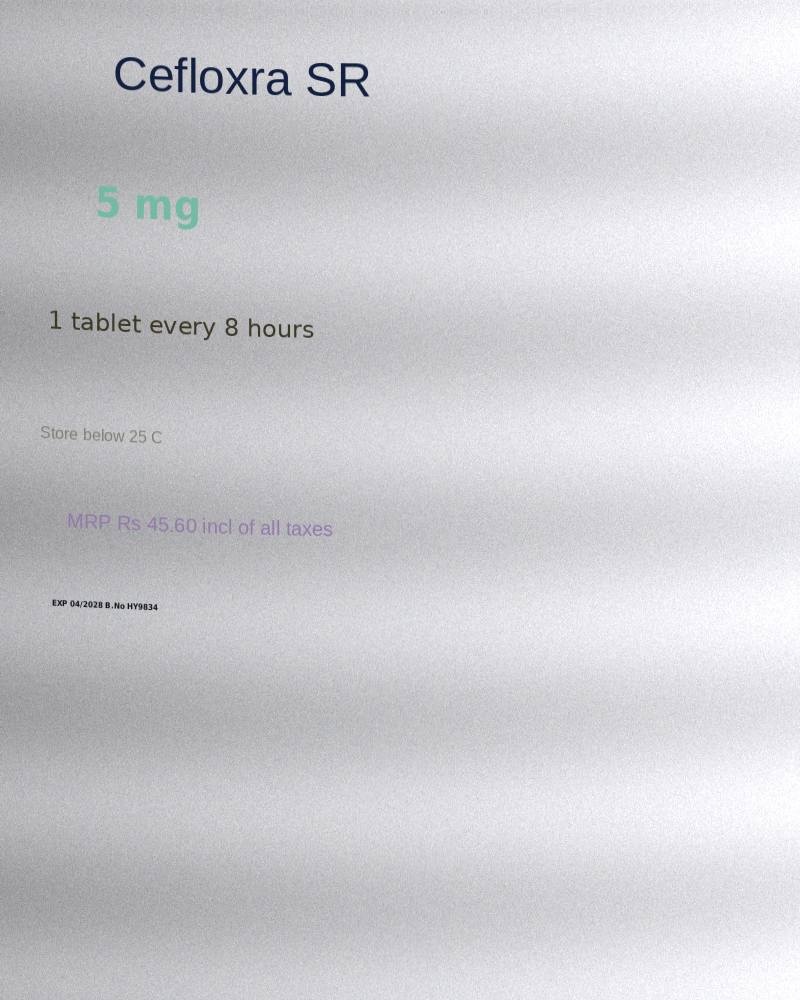 Cefloxra SR
5 mg
1 tablet every 8 hours
Store below 25 C
MRP Rs 45.60 incl of all taxes
EXP 04/2028 B.No HY9834